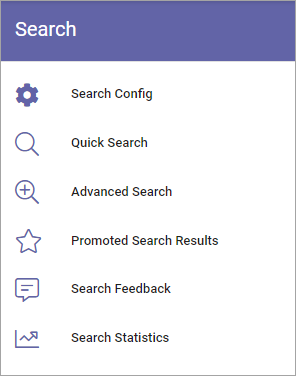 Search
Search Config
Quick Search
Advanced Search
Promoted Search Results
Search Feedback
Search Statistics